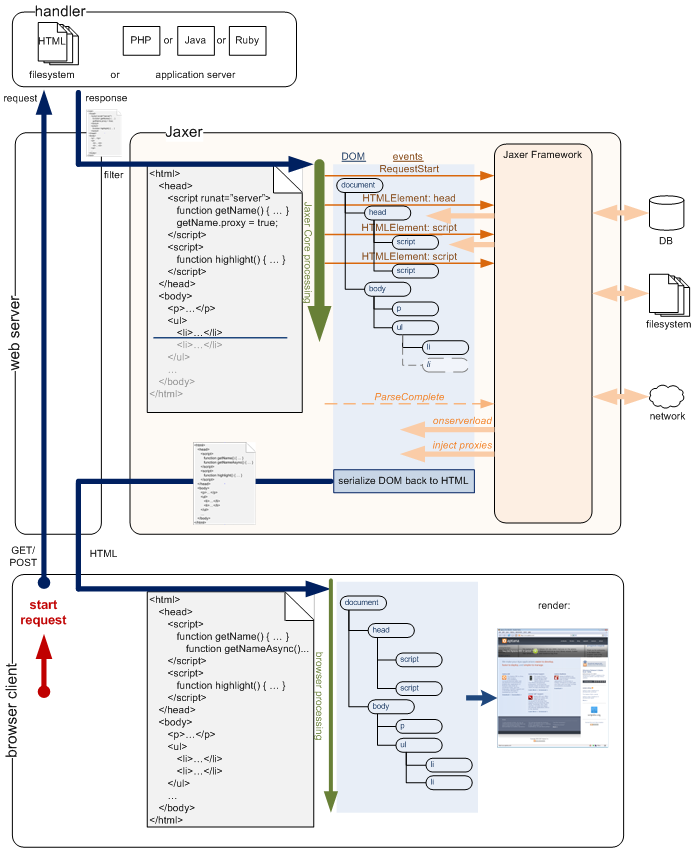 handler
HTML
PHP or Java or Ruby
filesystem or application server
request
response
web server
filter
Jaxer
<html>
<head>
<script runat="server">
function getName() { … }
getName.proxy = true;
</script>
<script>
function highlight() { … }
</script>
</head>
<body>
<p>…</p>
<ul>
<li>…</li>
<li>…</li>
</ul>
…
</body>
</html>
Jaxer Core processing
DOM events
RequestStart
document
HTMLElement: head
head
HTMLElement: script
script
HTMLElement: script
script
body
p
ul
li
li
ParseComplete
onserverload
inject proxies
serialize DOM back to HTML
Jaxer Framework
DB
filesystem
network
GET/
POST
HTML
browser client
start
request
<html>
<head>
<script>
function getName() { … }
function getNameAsync()...
</script>
<script>
function highlight() { … }
</script>
</head>
<body>
<p>…</p>
<ul>
<li>…</li>
<li>…</li>
</ul>
…
</body>
</html>
browser processing
document
head
script
script
body
p
ul
li
li
render: